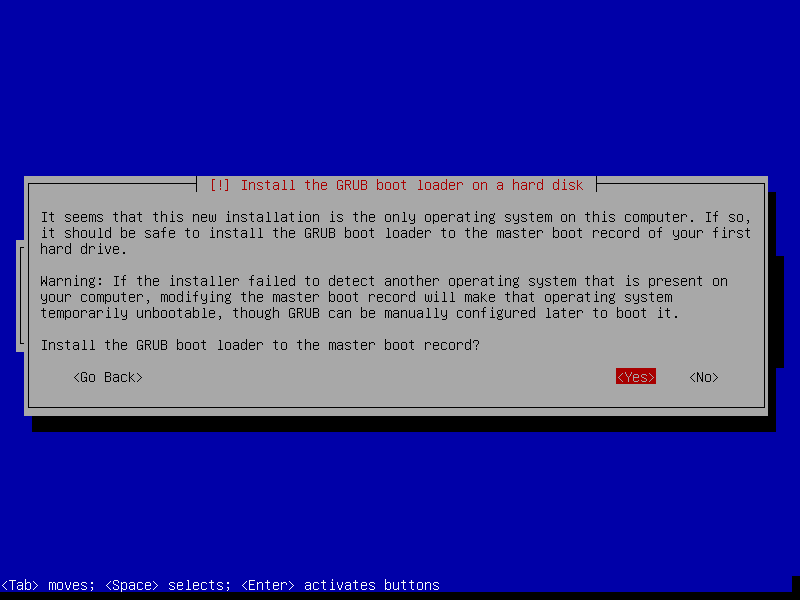 [!] Install the GRUB boot loader on a hard disk
It seems that this new installation is the only operating system on this computer. If so,
it should be safe to install the GRUB boot loader to the master boot record of your first
hard drive.
Warning: If the installer failed to detect another operating system that is present on
your computer, modifying the master boot record will make that operating system
temporarily unbootable, though GRUB can be manually configured later to boot it.
Install the GRUB boot loader to the master boot record?
<Go Back> <Yes> <No>
<Tab> moves; <Space> selects; <Enter> activates buttons